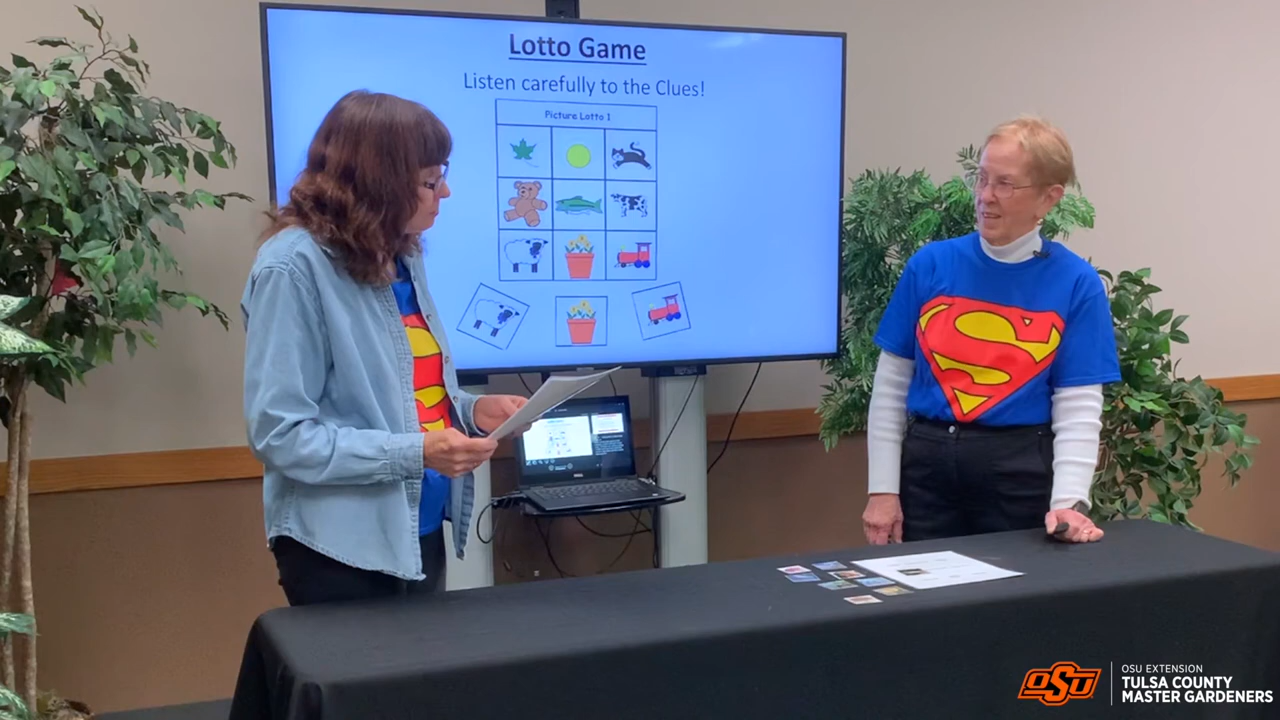 Lotto Game
Listen carefully to the Clues!
Picture Lotto 1
S
OSU
OSU EXTENSION
TULSA COUNTY
MASTER GARDENERS